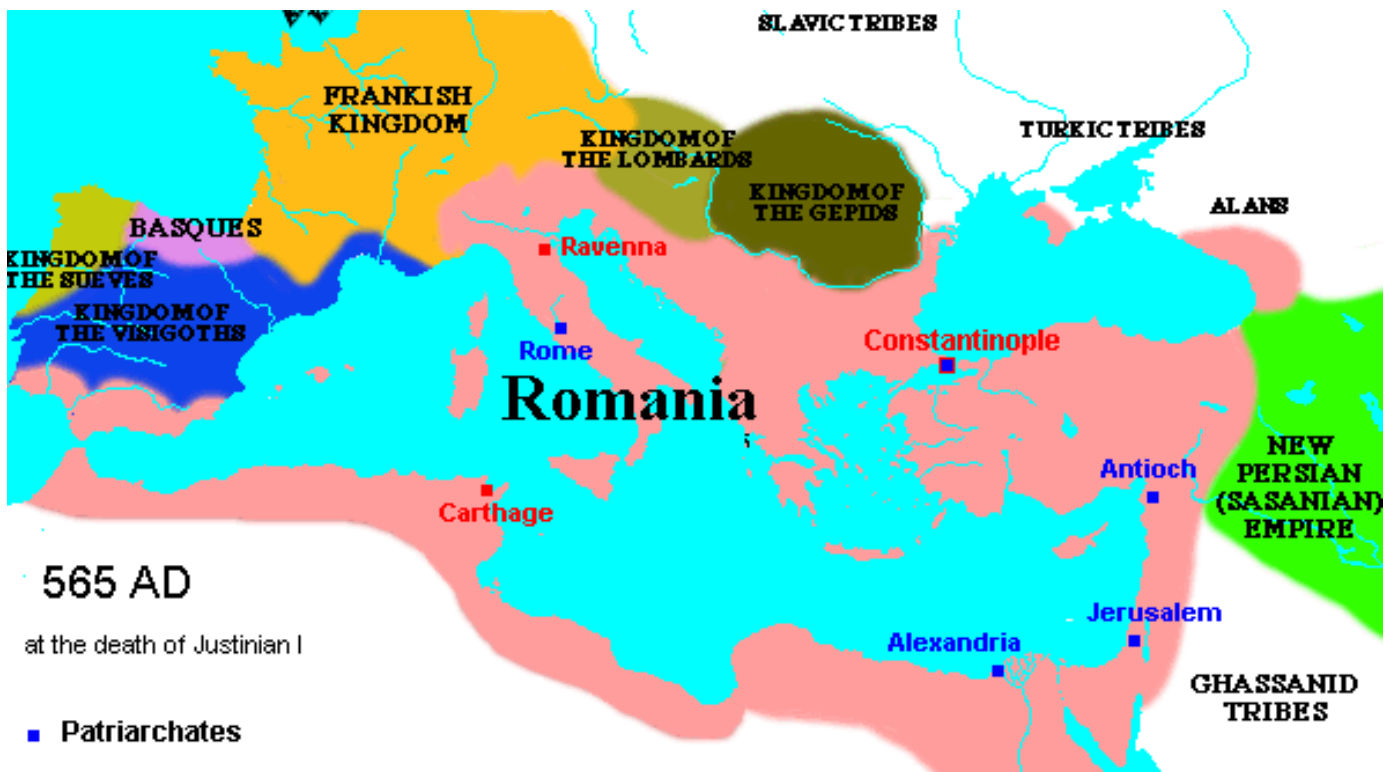 SLAVIC TRIBES
FRANKISH
KINGDOM
TURKIC TRIBES
KINGDOM OF
THE LOMBARDS
KINGDOM OF
THE GEPIDS
ALANS
BASQUES
Ravenna
KINGDOM OF
THE SUEVES
KINGDOM OF
THE VISIGOTHS
Rome
Constantinople
Romania
NEW
PERSIAN
(SASANIAN)
EMPIRE
Antioch
Carthage
565 AD
at the death of Justinian I
Jerusalem
Alexandria
GHASSANID
TRIBES
Patriarchates